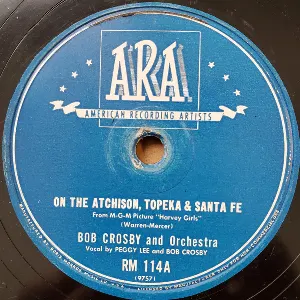 ARA
AMERICAN RECORDING ARTISTS
ON THE ATCHISON, TOPEKA & SANTA FE
From M-G-M Picture "Harvey Girls"
(Warren-Mercer)
BOB CROSBY and Orchestra
Vocal by PEGGY LEE and BOB CROSBY
RM 114A
(9757)